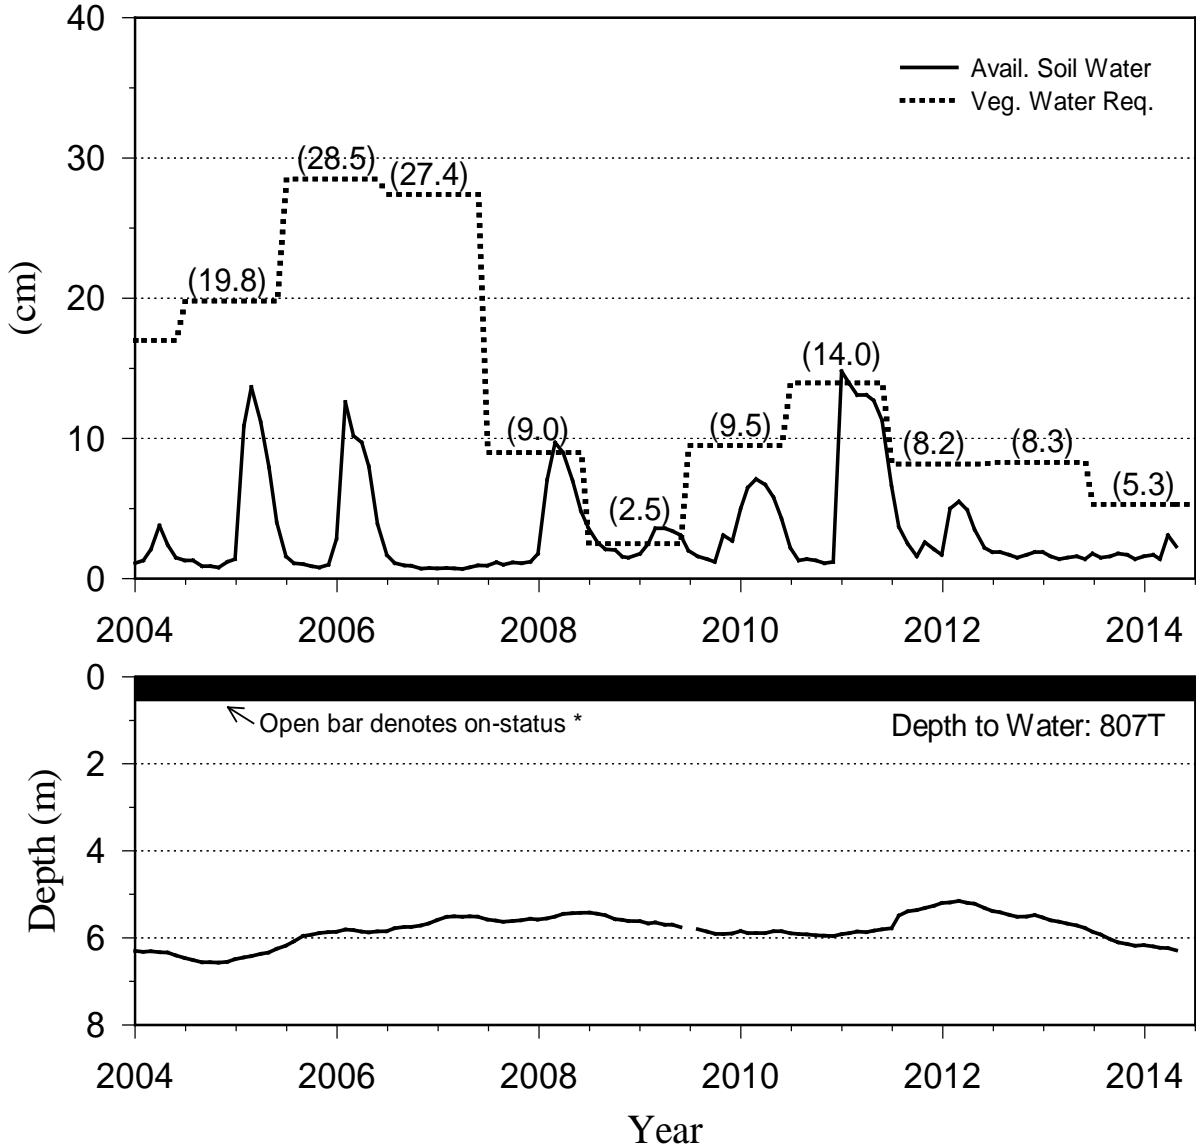 40
Avail. Soil Water
Veg. Water Req.
30
(28.5)
(27.4)
(19.8)
20
(cm)
(14.0)
10
(9.0)
(2.5)
(9.5)
(8.2)
(8.3)
(5.3)
0
2004 2006 2008 2010 2012 2014
0
Open bar denotes on-status *
Depth to Water: 807T
2
4
6
8
Depth (m)
2004 2006 2008 2010 2012 2014
Year